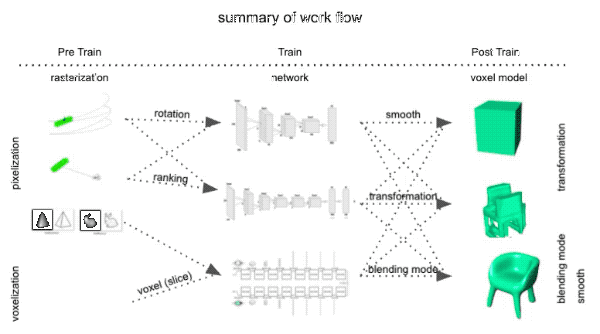 summary of work flow
Pre Train
Train
Post Train
rasterization
network
voxel model
rotation
smooth
pixelization
transformation
ranking
transformation
voxelization
voxel (slice)
blending mode
blending mode
smooth